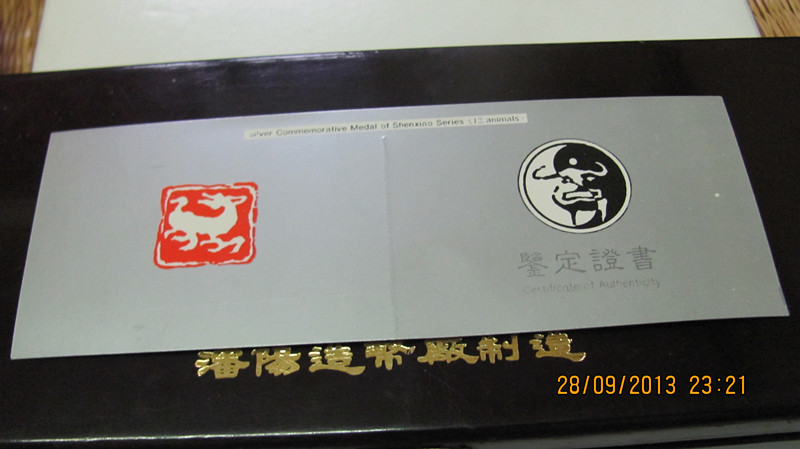 Silver Commemorative Medal of Shenxiao Series (12 animals)
鑒定證書
Certificate of Authenticity
瀋陽造幣廠制造
28/09/2013 23:21